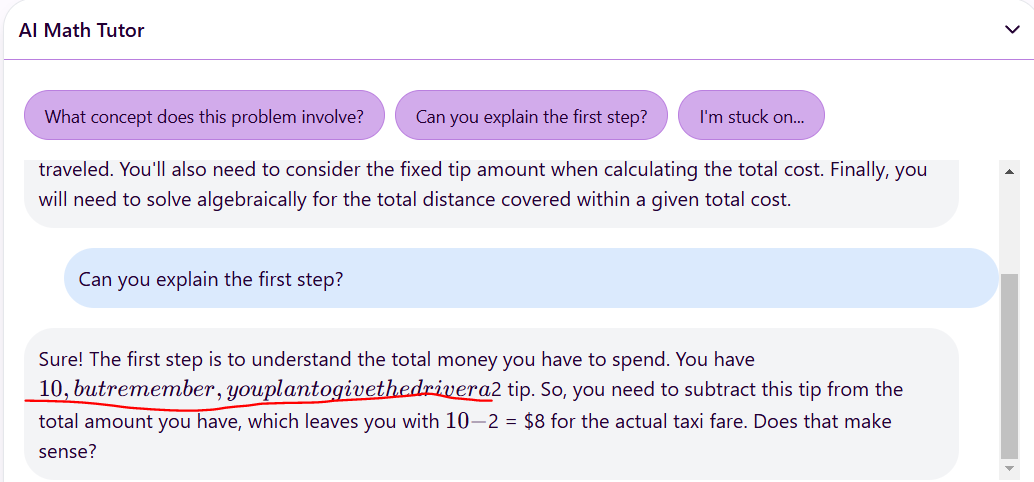 AI Math Tutor
What concept does this problem involve?
Can you explain the first step?
I'm stuck on...
traveled. You'll also need to consider the fixed tip amount when calculating the total cost. Finally, you
will need to solve algebraically for the total distance covered within a given total cost.
Can you explain the first step?
Sure! The first step is to understand the total money you have to spend. You have
10, butremember, youplantogivethedrivera2 tip. So, you need to subtract this tip from the
total amount you have, which leaves you with 10−2 = $8 for the actual taxi fare. Does that make
sense?